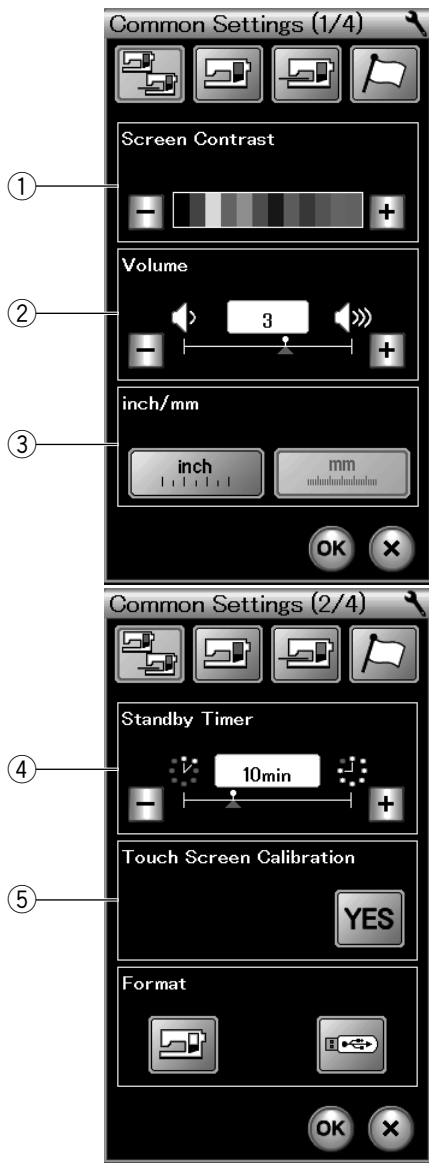 Common Settings (1/4)
① Screen Contrast
− +
② Volume
3
− +
③ inch/mm
inch mm
OK ×
Common Settings (2/4)
Standby Timer
④ 10min
− +
Touch Screen Calibration
⑤ YES
Format
OK ×